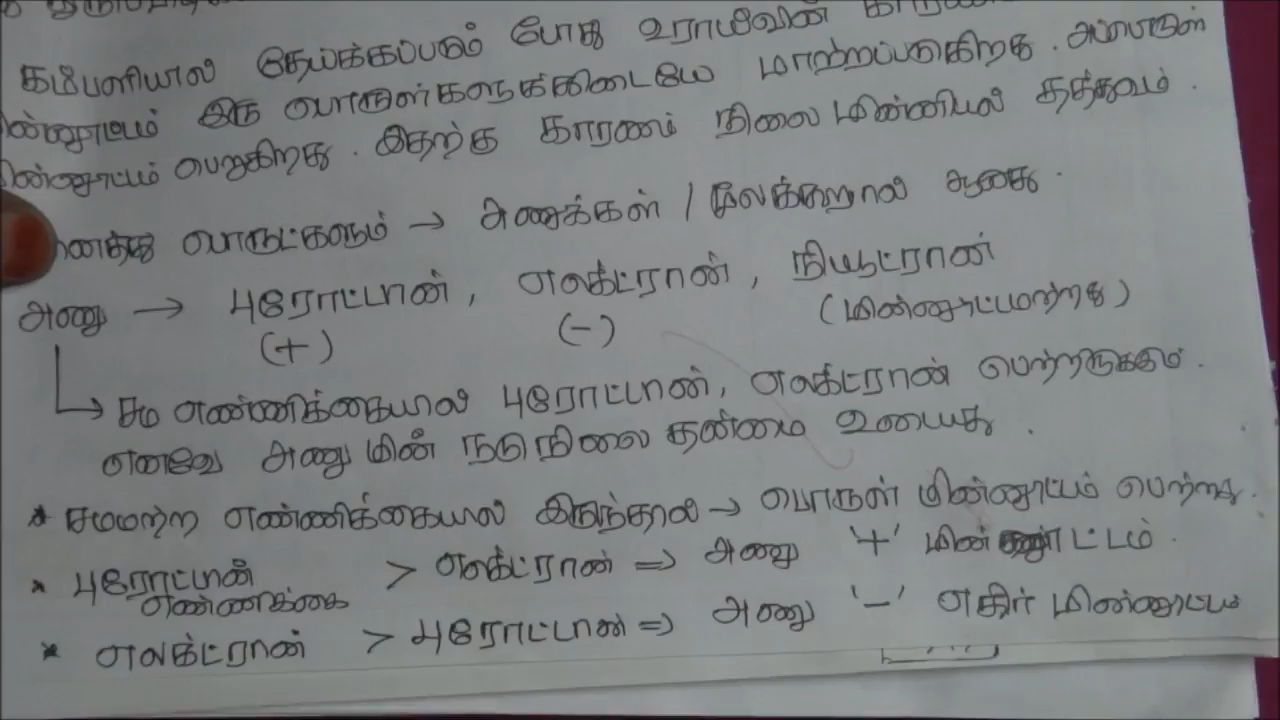 கம்பளியால் தேய்க்கப்படும் போது உராய்வின்
மின்னூட்டம் இரு பொருள்களுக்கிடையே மாற்றப்படுகிறது. அப்பொருள்
மின்னூட்டம் பெறுகிறது. இதற்கு காரணம் நிலை மின்னியல் தத்துவம்.
பொருட்களும் → அணுக்கள் / மூலக்கூறால் ஆனது.
அணு → புரோட்டான், எலக்ட்ரான், நியூட்ரான்
(+) (-) (மின்னூட்டமற்றது)
↳ சம எண்ணிக்கையில் புரோட்டான், எலக்ட்ரான் பெற்றிருக்கும்.
எனவே அணு மின் நடுநிலை தன்மை உடையது.
* சமமற்ற எண்ணிக்கையில் இருந்தால் → பொருள் மின்னூட்டம் பெற்றது.
* புரோட்டான் எண்ணிக்கை > எலக்ட்ரான் => அணு '+' மின் னூட்டம்.
* எலக்ட்ரான் > புரோட்டான் => அணு '-' எதிர் மின்னூட்டம்